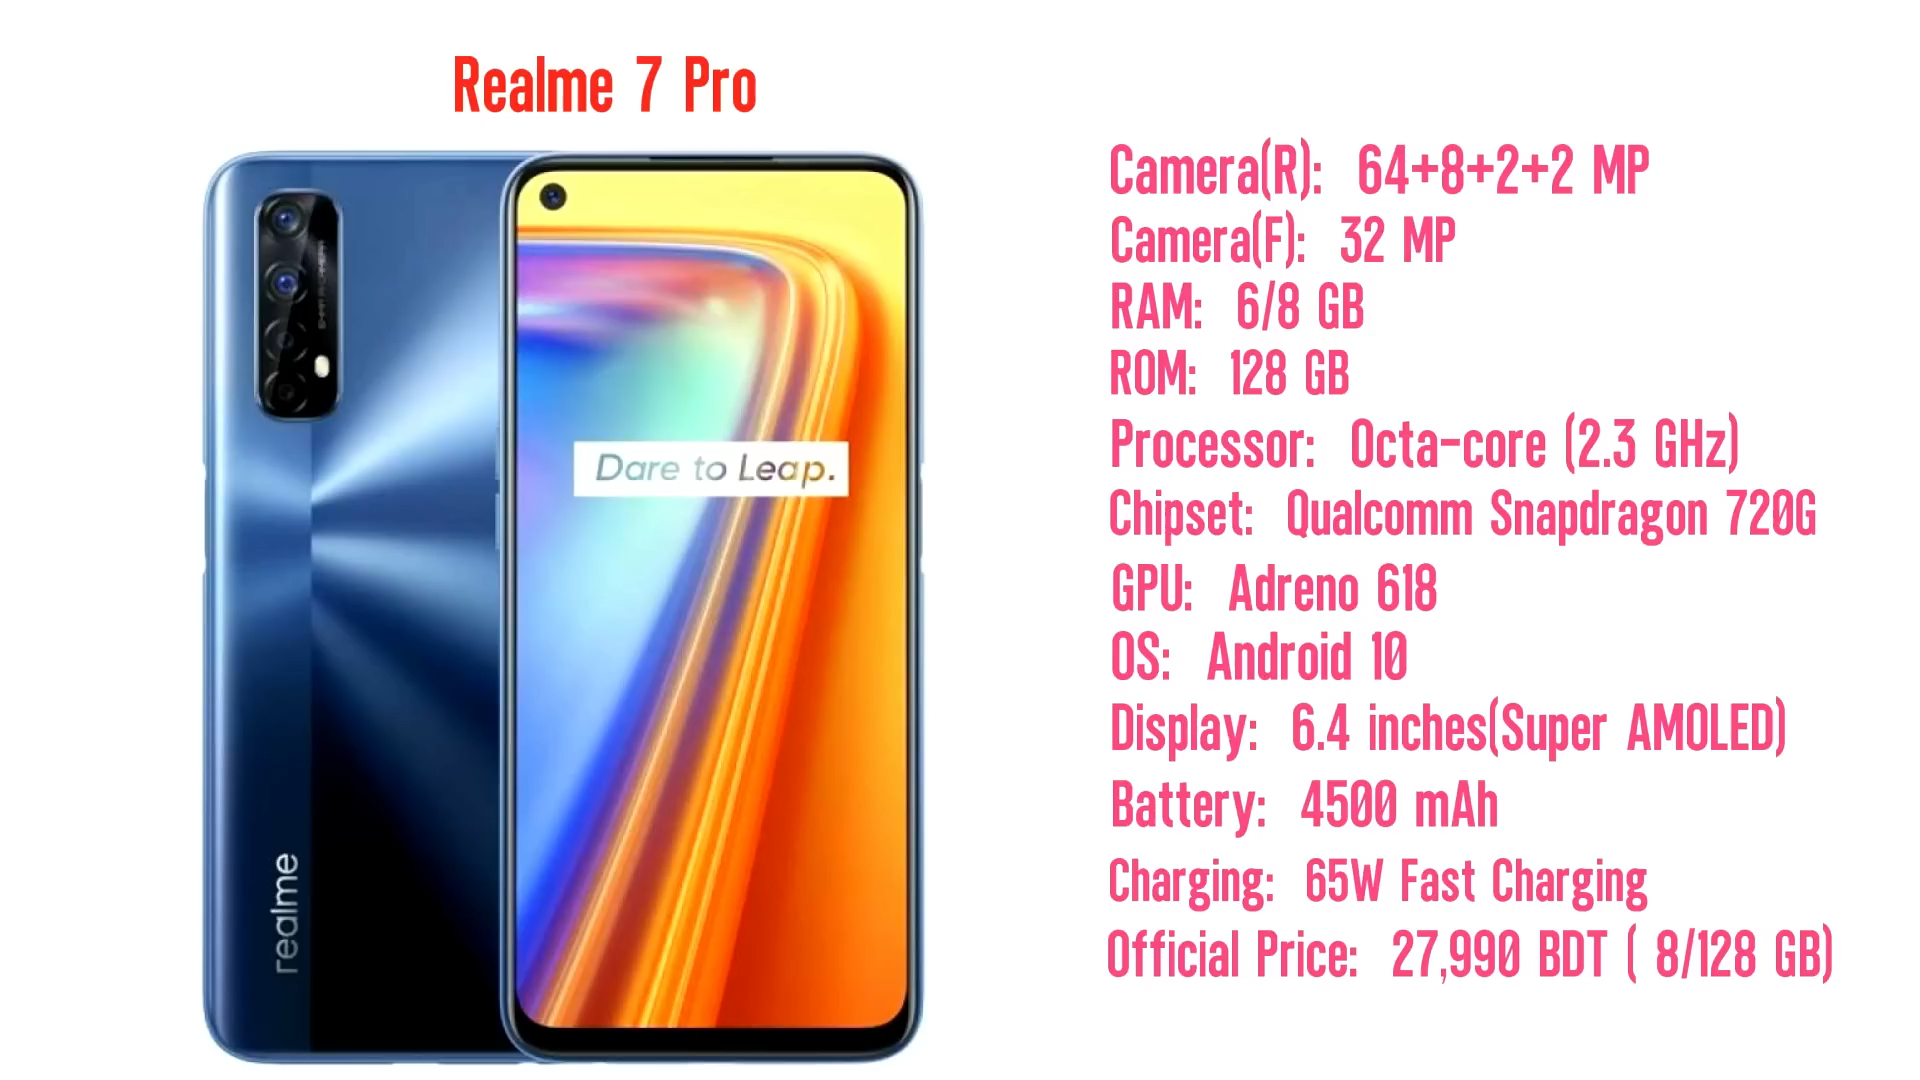 Realme 7 Pro
Dare to Leap.
realme
Camera(R): 64+8+2+2 MP
Camera(F): 32 MP
RAM: 6/8 GB
ROM: 128 GB
Processor: Octa-core (2.3 GHz)
Chipset: Qualcomm Snapdragon 720G
GPU: Adreno 618
OS: Android 10
Display: 6.4 inches(Super AMOLED)
Battery: 4500 mAh
Charging: 65W Fast Charging
Official Price: 27,990 BDT ( 8/128 GB)